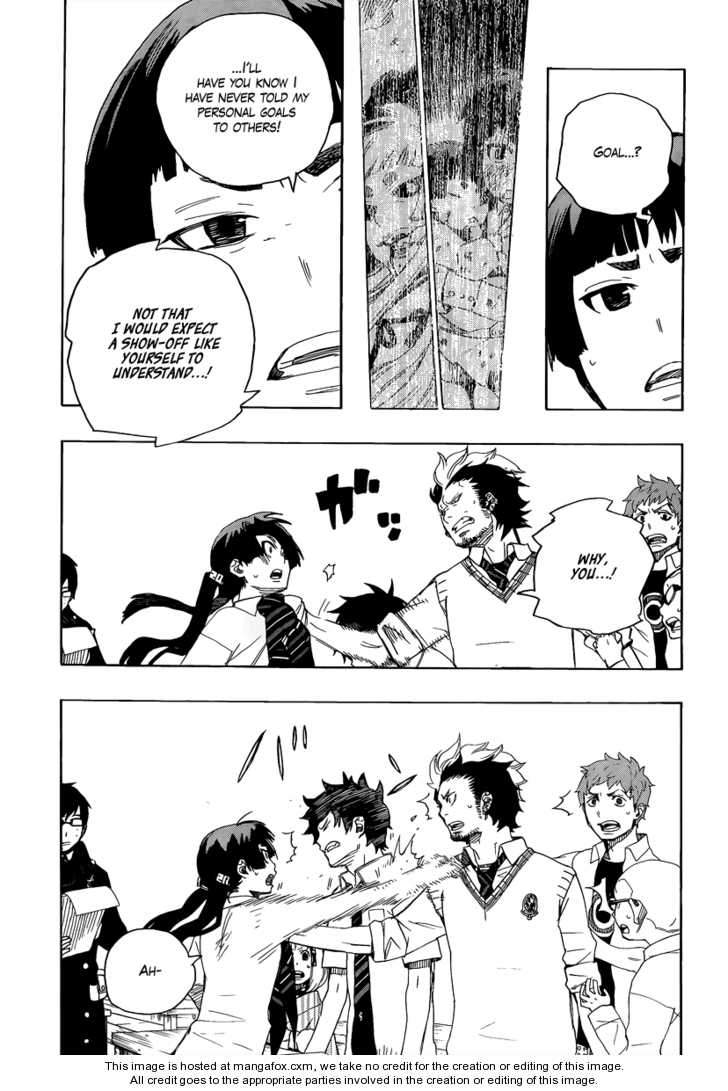 GOAL...?
...I'LL
HAVE YOU KNOW I
HAVE NEVER TOLD MY
PERSONAL GOALS
TO OTHERS!
NOT THAT
I WOULD EXPECT
A SHOW-OFF LIKE
YOURSELF TO
UNDERSTAND...!
ガッ
WHY,
YOU...!
AH-
This image is hosted at mangafox.cxm, we take no credit for the creation or editing of this image.
All credit goes to the appropriate parties involved in the creation or editing of this image.